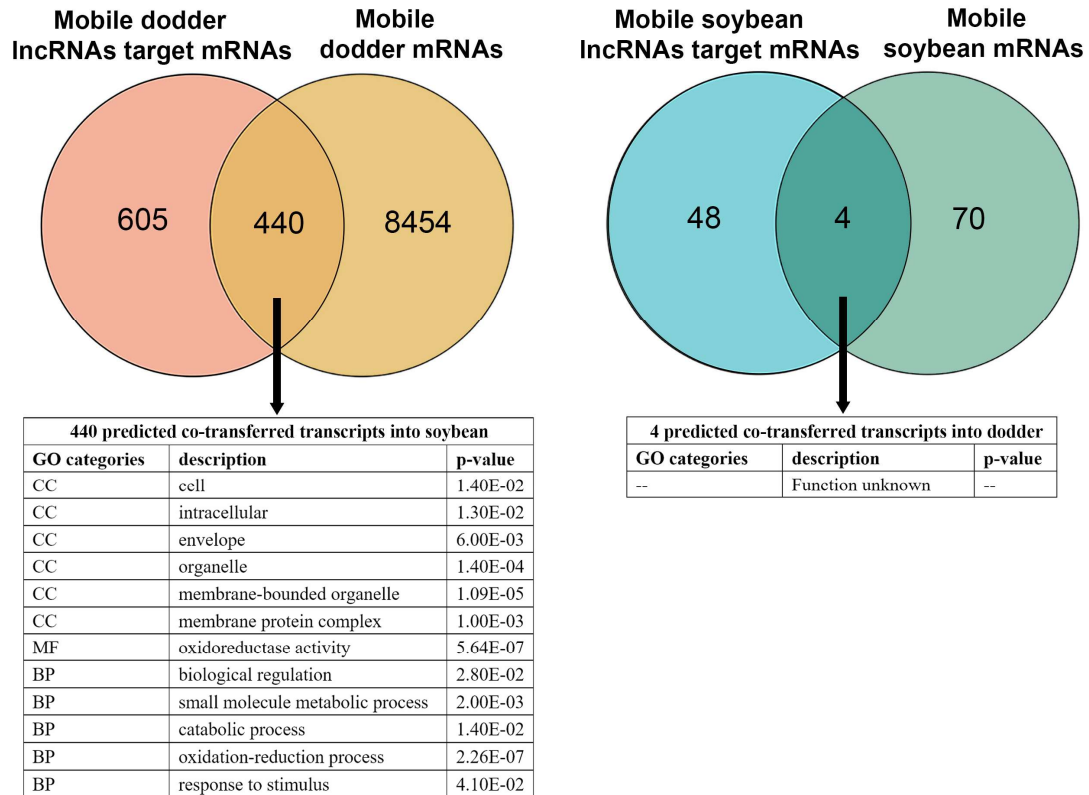 Mobile dodder
lncRNAs target mRNAs
Mobile
dodder mRNAs
605
440
8454
440 predicted co-transferred transcripts into soybean
GO categories description p-value
CC cell 1.40E-02
CC intracellular 1.30E-02
CC envelope 6.00E-03
CC organelle 1.40E-04
CC membrane-bounded organelle 1.09E-05
CC membrane protein complex 1.00E-03
MF oxidoreductase activity 5.64E-07
BP biological regulation 2.80E-02
BP small molecule metabolic process 2.00E-03
BP catabolic process 1.40E-02
BP oxidation-reduction process 2.26E-07
BP response to stimulus 4.10E-02
Mobile soybean
lncRNAs target mRNAs
Mobile
soybean mRNAs
48
4
70
4 predicted co-transferred transcripts into dodder
GO categories description p-value
-- Function unknown --